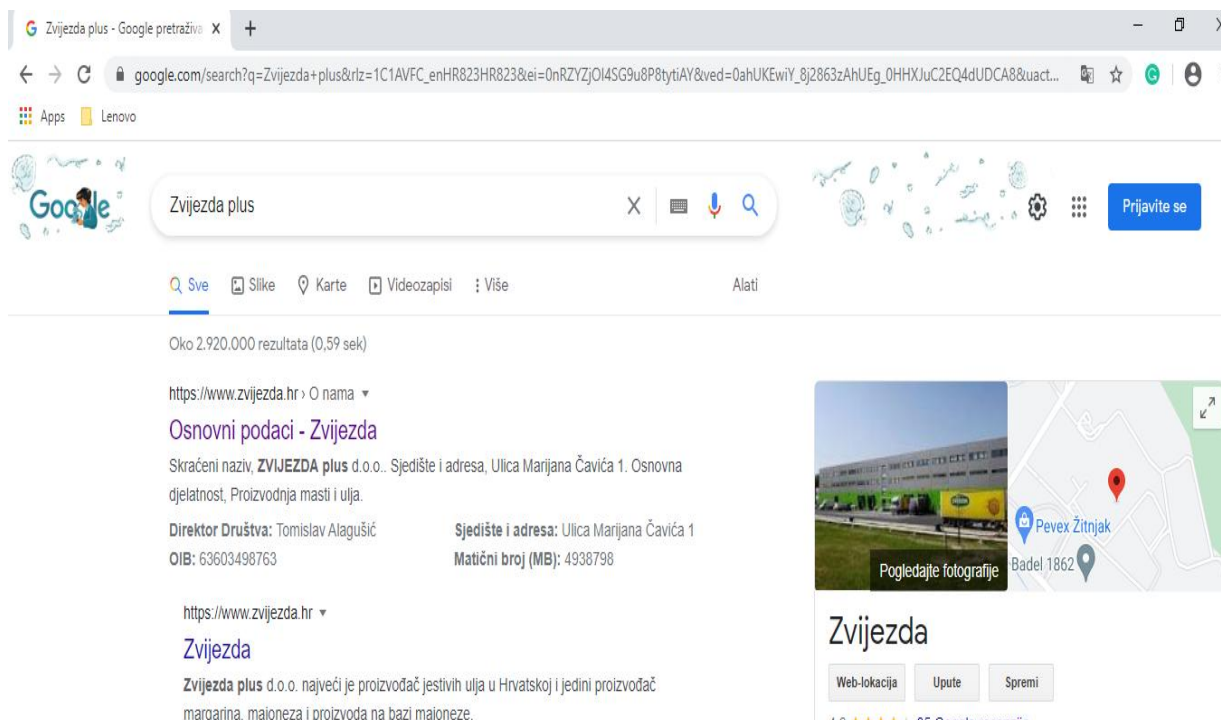 Zvijezda plus - Google pretraživa
google.com/search?q=Zvijezda+plus&rlz=1C1AVFC_enHR823HR823&ei=0nRZYZjOI4SG9u8P8tytiAY&ved=0ahUKEwiY_8j2863zAhUEg_0HHXJuC2EQ4dUDCA8&uact...
Apps Lenovo
Google
Zvijezda plus
Prijavite se
Sve Slike Karte Videozapisi Više Alati
Oko 2.920.000 rezultata (0,59 sek)
https://www.zvijezda.hr › O nama
Osnovni podaci - Zvijezda
Skraćeni naziv, ZVIJEZDA plus d.o.o.. Sjedište i adresa, Ulica Marijana Čavića 1. Osnovna
djelatnost, Proizvodnja masti i ulja.
Direktor Društva: Tomislav Alagušić Sjedište i adresa: Ulica Marijana Čavića 1
OIB: 63603498763 Matični broj (MB): 4938798
https://www.zvijezda.hr
Zvijezda
Zvijezda plus d.o.o. najveći je proizvođač jestivih ulja u Hrvatskoj i jedini proizvođač
margarina, majoneza i proizvoda na bazi majoneze.
Pogledajte fotografije
Pevex Žitnjak
Badel 1862
Zvijezda
Web-lokacija Upute Spremi